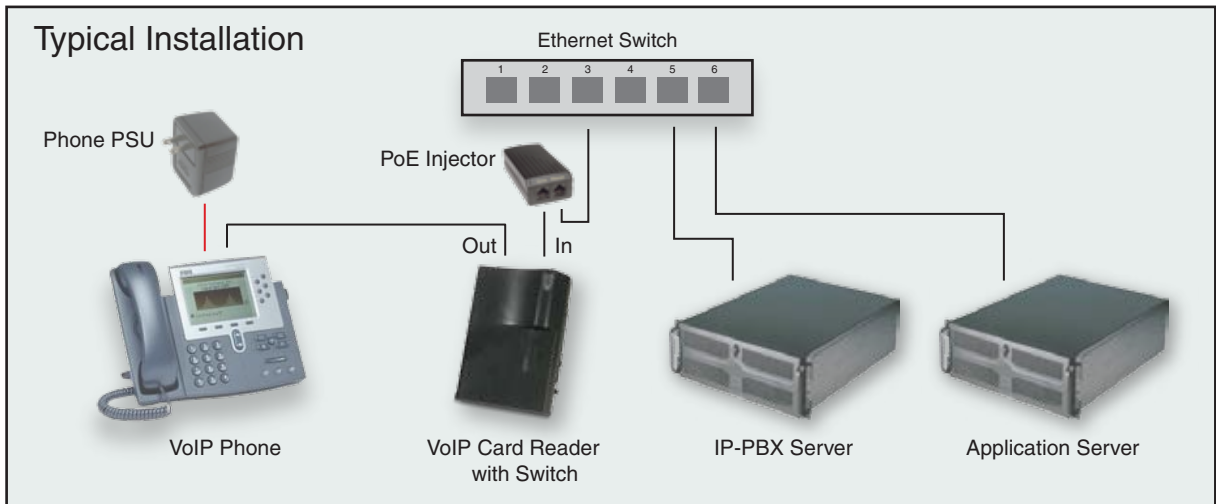 Typical Installation
Ethernet Switch
1 2 3 4 5 6
Phone PSU
PoE Injector
Out
In
VoIP Phone
VoIP Card Reader
with Switch
IP-PBX Server
Application Server